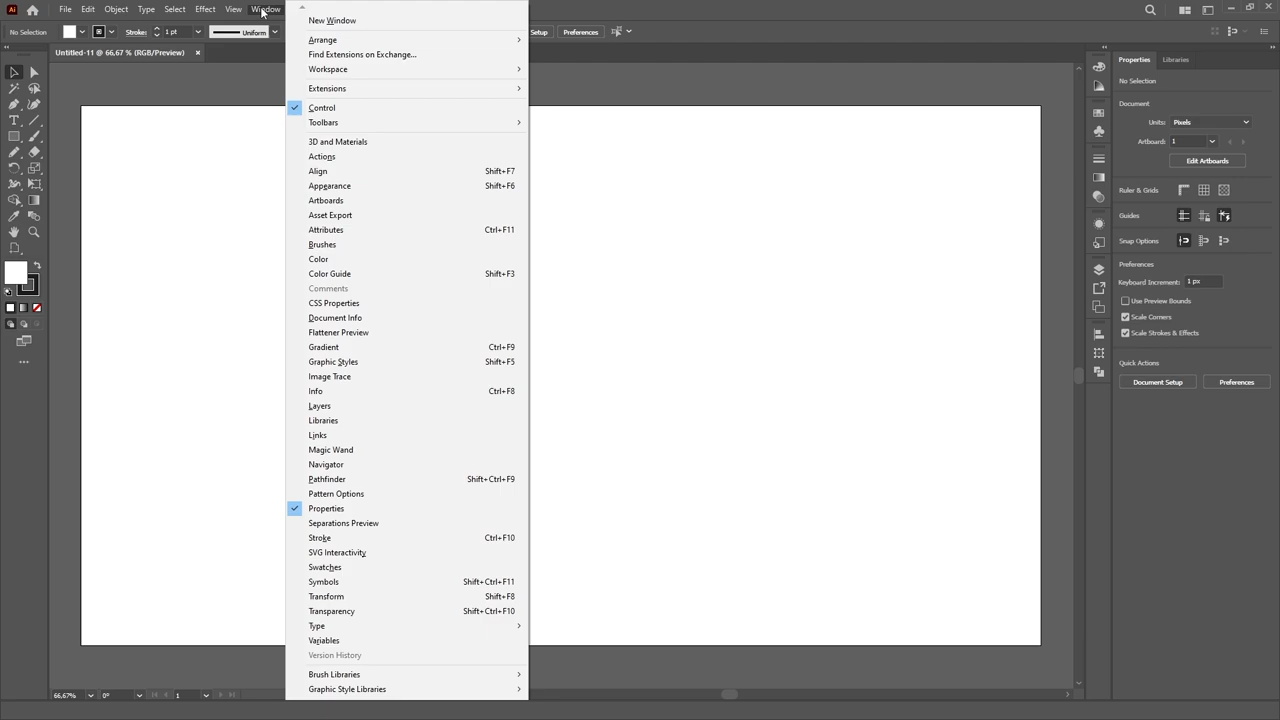 Ai File Edit Object Type Select Effect View Window
No Selection Stroke: 1 pt Uniform Setup Preferences
Untitled-11 @ 66,67 % (RGB/Preview) ×
New Window
Arrange
Find Extensions on Exchange...
Workspace
Extensions
Control
Toolbars
3D and Materials
Actions
Align Shift+F7
Appearance Shift+F6
Artboards
Asset Export
Attributes Ctrl+F11
Brushes
Color
Color Guide Shift+F3
Comments
CSS Properties
Document Info
Flattener Preview
Gradient Ctrl+F9
Graphic Styles Shift+F5
Image Trace
Info Ctrl+F8
Layers
Libraries
Links
Magic Wand
Navigator
Pathfinder Shift+Ctrl+F9
Pattern Options
Properties
Separations Preview
Stroke Ctrl+F10
SVG Interactivity
Swatches
Symbols Shift+Ctrl+F11
Transform Shift+F8
Transparency Shift+Ctrl+F10
Type
Variables
Version History
Brush Libraries
Graphic Style Libraries
Properties Libraries
No Selection
Document
Units: Pixels
Artboard: 1
Edit Artboards
Ruler & Grids
Guides
Snap Options
Preferences
Keyboard Increment: 1 px
Use Preview Bounds
Scale Corners
Scale Strokes & Effects
Quick Actions
Document Setup Preferences
66,67% 0° 1